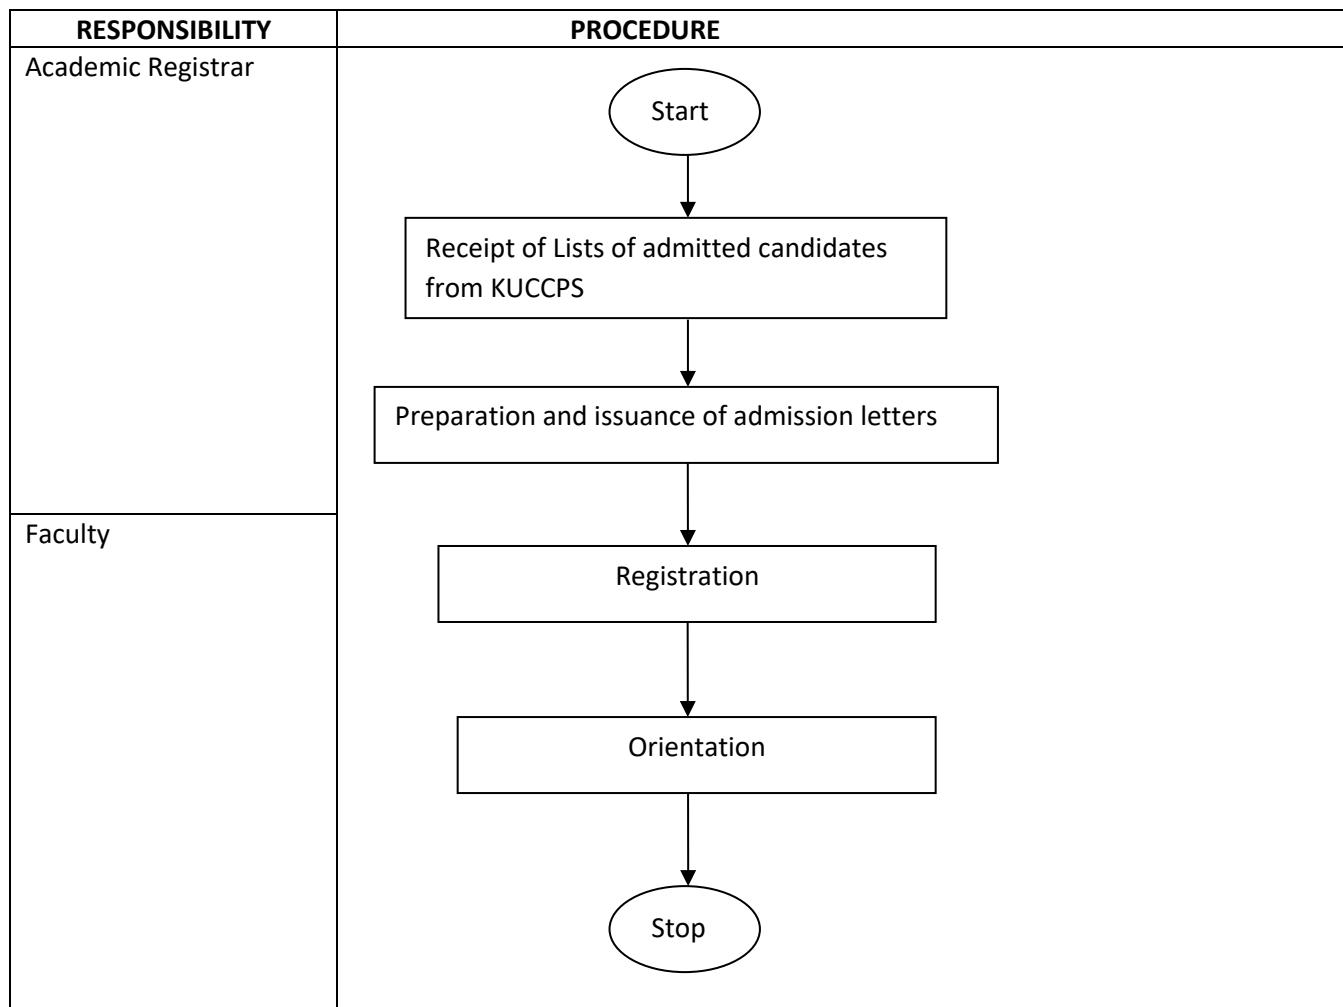 RESPONSIBILITY
PROCEDURE
Academic Registrar
Start
Receipt of Lists of admitted candidates
from KUCCPS
Preparation and issuance of admission letters
Faculty
Registration
Orientation
Stop